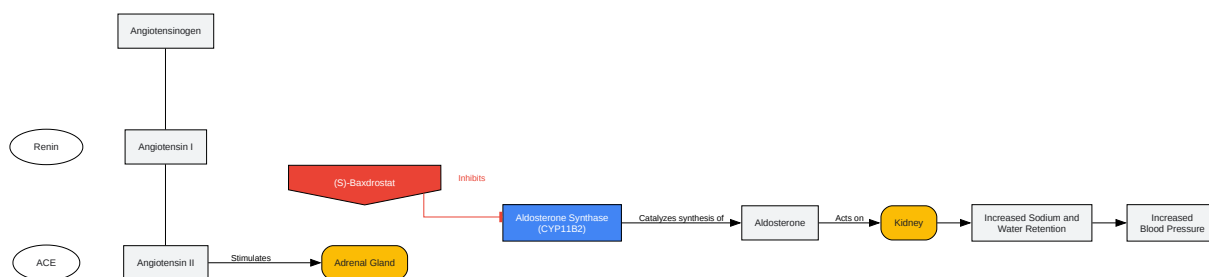 Angiotensinogen
Renin
Angiotensin I
(S)-Baxdrostat
Inhibits
Aldosterone Synthase
(CYP11B2)
Catalyzes synthesis of
Aldosterone
Acts on
Kidney
Increased Sodium and
Water Retention
Increased
Blood Pressure
ACE
Angiotensin II
Stimulates
Adrenal Gland